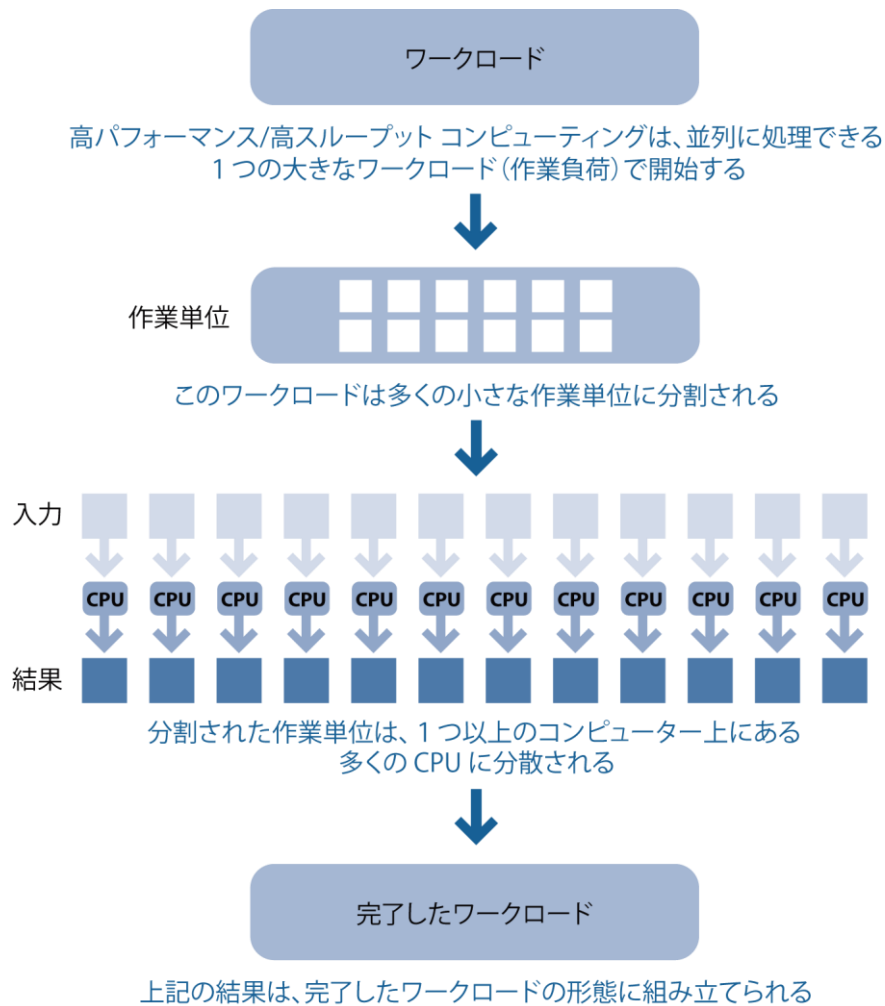 ワークロード
高パフォーマンス/高スループット コンピューティングは、並列に処理できる
1 つの大きなワークロード（作業負荷）で開始する
作業単位
このワークロードは多くの小さな作業単位に分割される
入力
CPU CPU CPU CPU CPU CPU CPU CPU CPU CPU CPU CPU
結果
分割された作業単位は、1 つ以上のコンピューター上にある
多くの CPU に分散される
完了したワークロード
上記の結果は、完了したワークロードの形態に組み立てられる